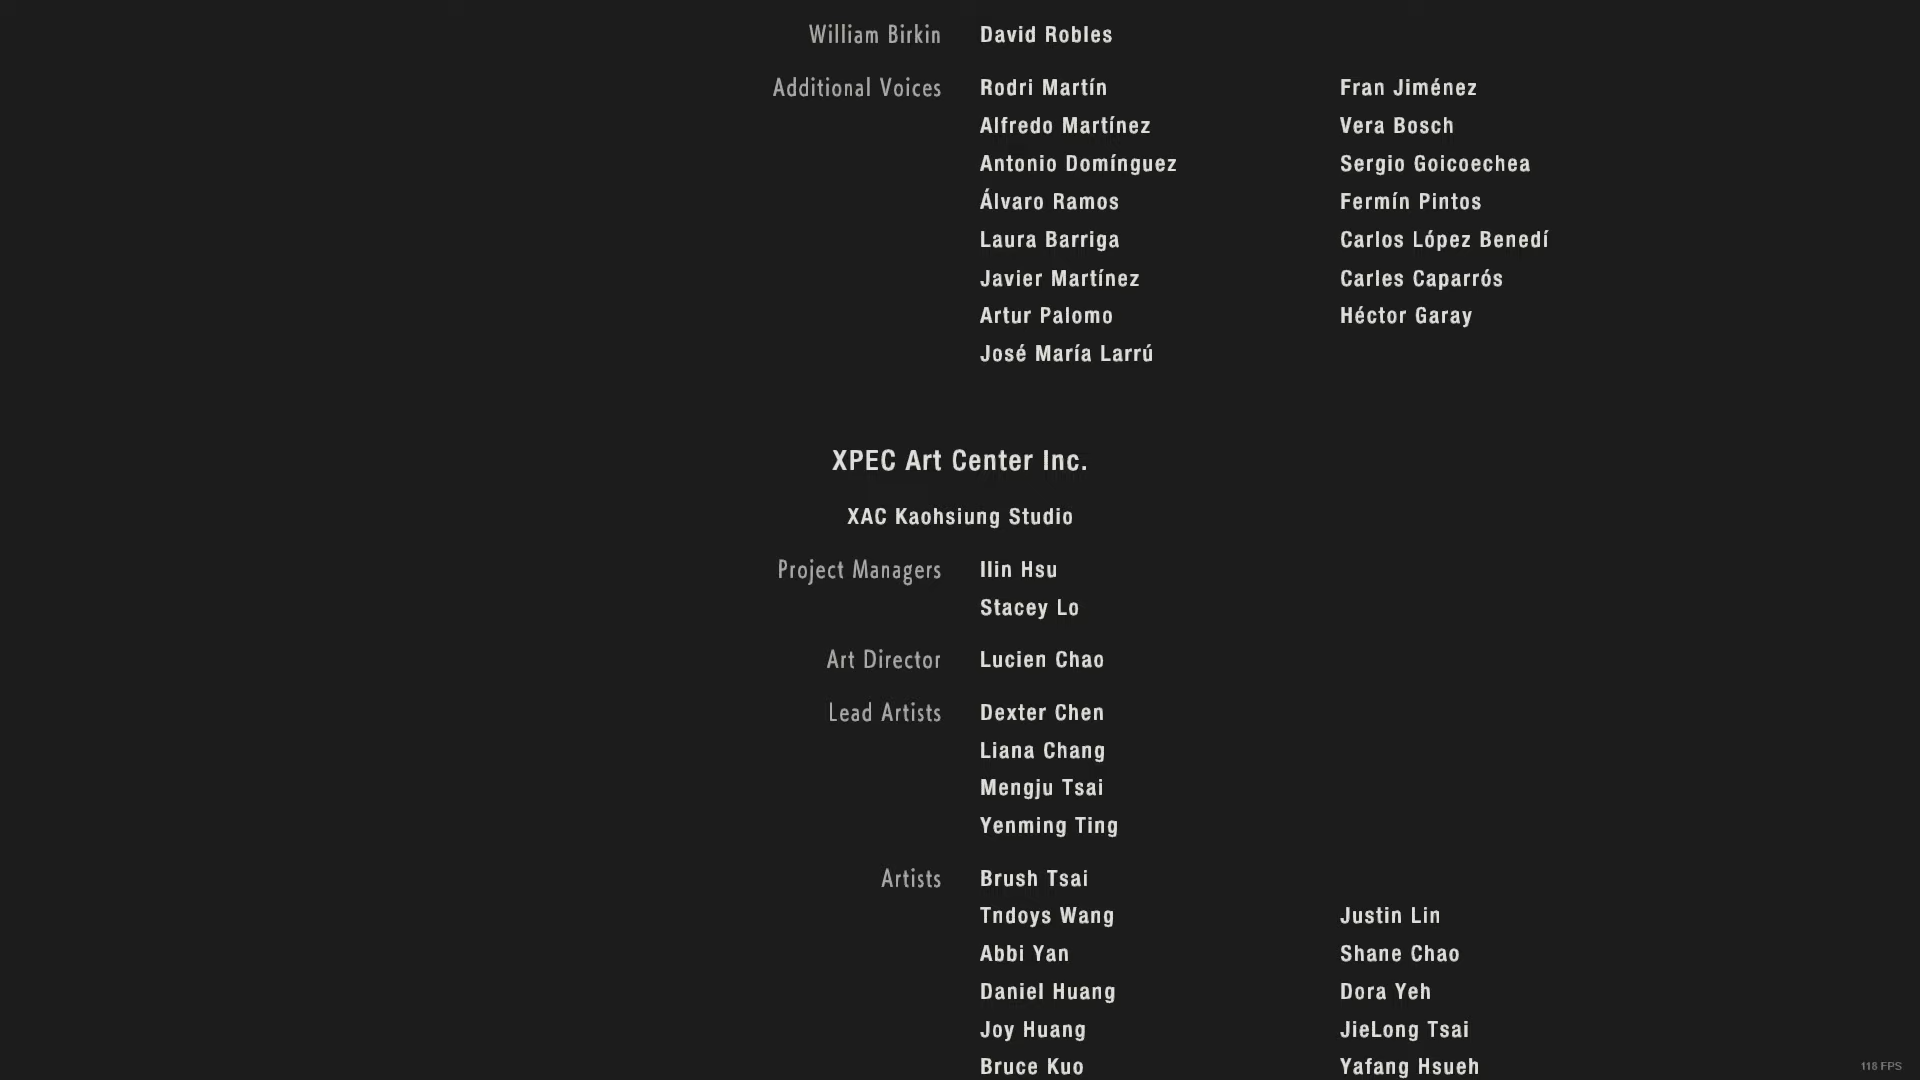 William Birkin David Robles
Additional Voices Rodri Martín Fran Jiménez
Alfredo Martínez Vera Bosch
Antonio Domínguez Sergio Goicoechea
Álvaro Ramos Fermín Pintos
Laura Barriga Carlos López Benedí
Javier Martínez Carles Caparrós
Artur Palomo Héctor Garay
José María Larrú
XPEC Art Center Inc.
XAC Kaohsiung Studio
Project Managers Ilin Hsu
Stacey Lo
Art Director Lucien Chao
Lead Artists Dexter Chen
Liana Chang
Mengju Tsai
Yenming Ting
Artists Brush Tsai
Tndoys Wang Justin Lin
Abbi Yan Shane Chao
Daniel Huang Dora Yeh
Joy Huang JieLong Tsai
Bruce Kuo Yafang Hsueh
118 FPS